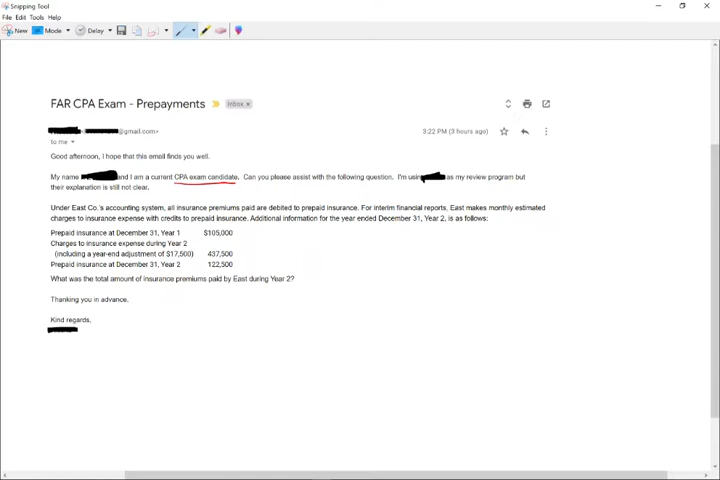 Snipping Tool
File Edit Tools Help
New Mode Delay
FAR CPA Exam - Prepayments Inbox x
@gmail.com> 3:22 PM (3 hours ago)
to me
Good afternoon, I hope that this email finds you well.
My name and I am a current CPA exam candidate. Can you please assist with the following question. I'm using as my review program but
their explanation is still not clear.
Under East Co.'s accounting system, all insurance premiums paid are debited to prepaid insurance. For interim financial reports, East makes monthly estimated
charges to insurance expense with credits to prepaid insurance. Additional information for the year ended December 31, Year 2, is as follows:
Prepaid insurance at December 31, Year 1 $105,000
Charges to insurance expense during Year 2
(including a year-end adjustment of $17,500) 437,500
Prepaid insurance at December 31, Year 2 122,500
What was the total amount of insurance premiums paid by East during Year 2?
Thanking you in advance,
Kind regards,